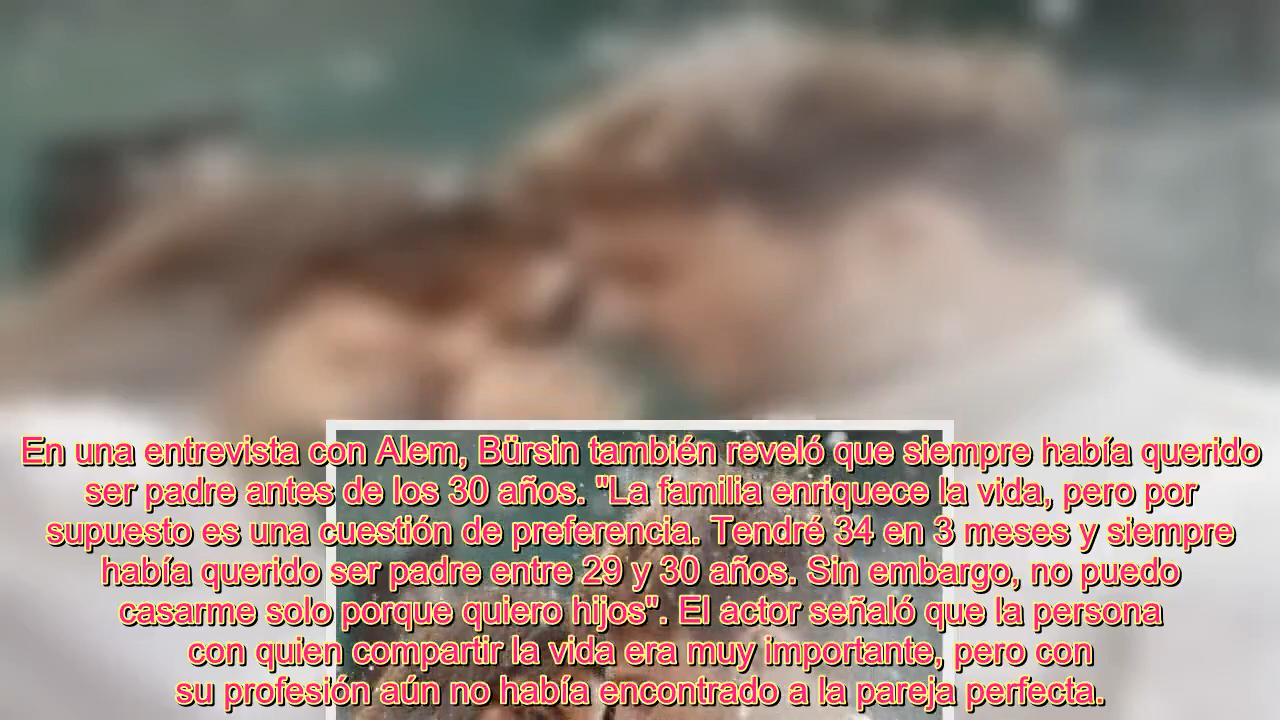 En una entrevista con Alem, Bürsin también reveló que siempre había querido
ser padre antes de los 30 años. "La familia enriquece la vida, pero por
supuesto es una cuestión de preferencia. Tendré 34 en 3 meses y siempre
había querido ser padre entre 29 y 30 años. Sin embargo, no puedo
casarme solo porque quiero hijos". El actor señaló que la persona
con quien compartir la vida era muy importante, pero con
su profesión aún no había encontrado a la pareja perfecta.